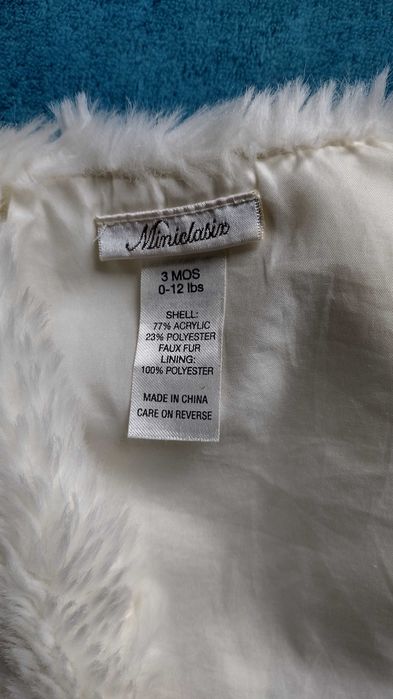 Miniclasix
3 MOS
0-12 lbs
SHELL:
77% ACRYLIC
23% POLYESTER
FAUX FUR
LINING:
100% POLYESTER
MADE IN CHINA
CARE ON REVERSE